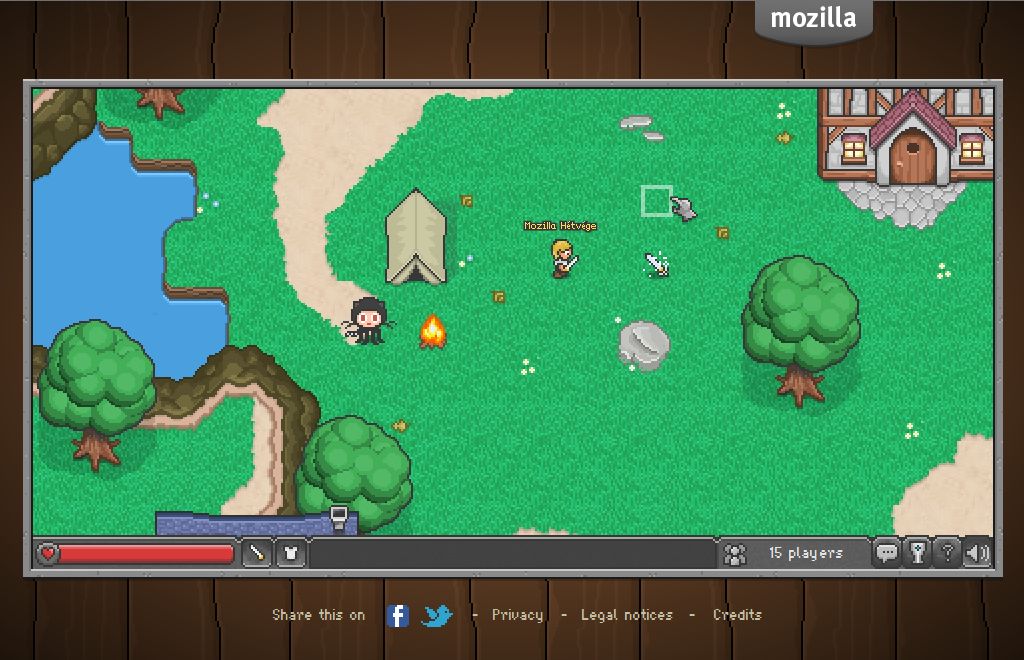 mozilla
Mozilla Hétvége
15 players
?
Share this on f - Privacy - Legal notices - Credits